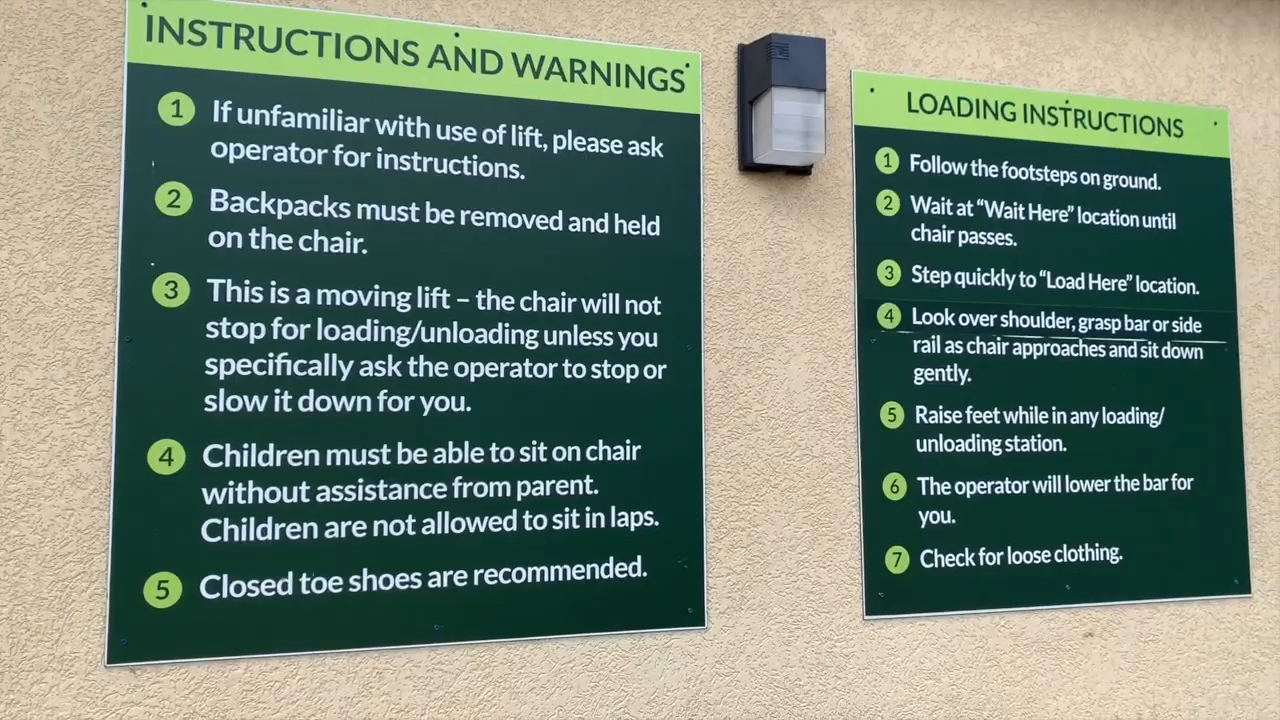 INSTRUCTIONS AND WARNINGS
1 If unfamiliar with use of lift, please ask
operator for instructions.
2 Backpacks must be removed and held
on the chair.
3 This is a moving lift – the chair will not
stop for loading/unloading unless you
specifically ask the operator to stop or
slow it down for you.
4 Children must be able to sit on chair
without assistance from parent.
Children are not allowed to sit in laps.
5 Closed toe shoes are recommended.
LOADING INSTRUCTIONS
1 Follow the footsteps on ground.
2 Wait at “Wait Here” location until
chair passes.
3 Step quickly to “Load Here” location.
4 Look over shoulder, grasp bar or side
rail as chair approaches and sit down
gently.
5 Raise feet while in any loading/
unloading station.
6 The operator will lower the bar for
you.
7 Check for loose clothing.